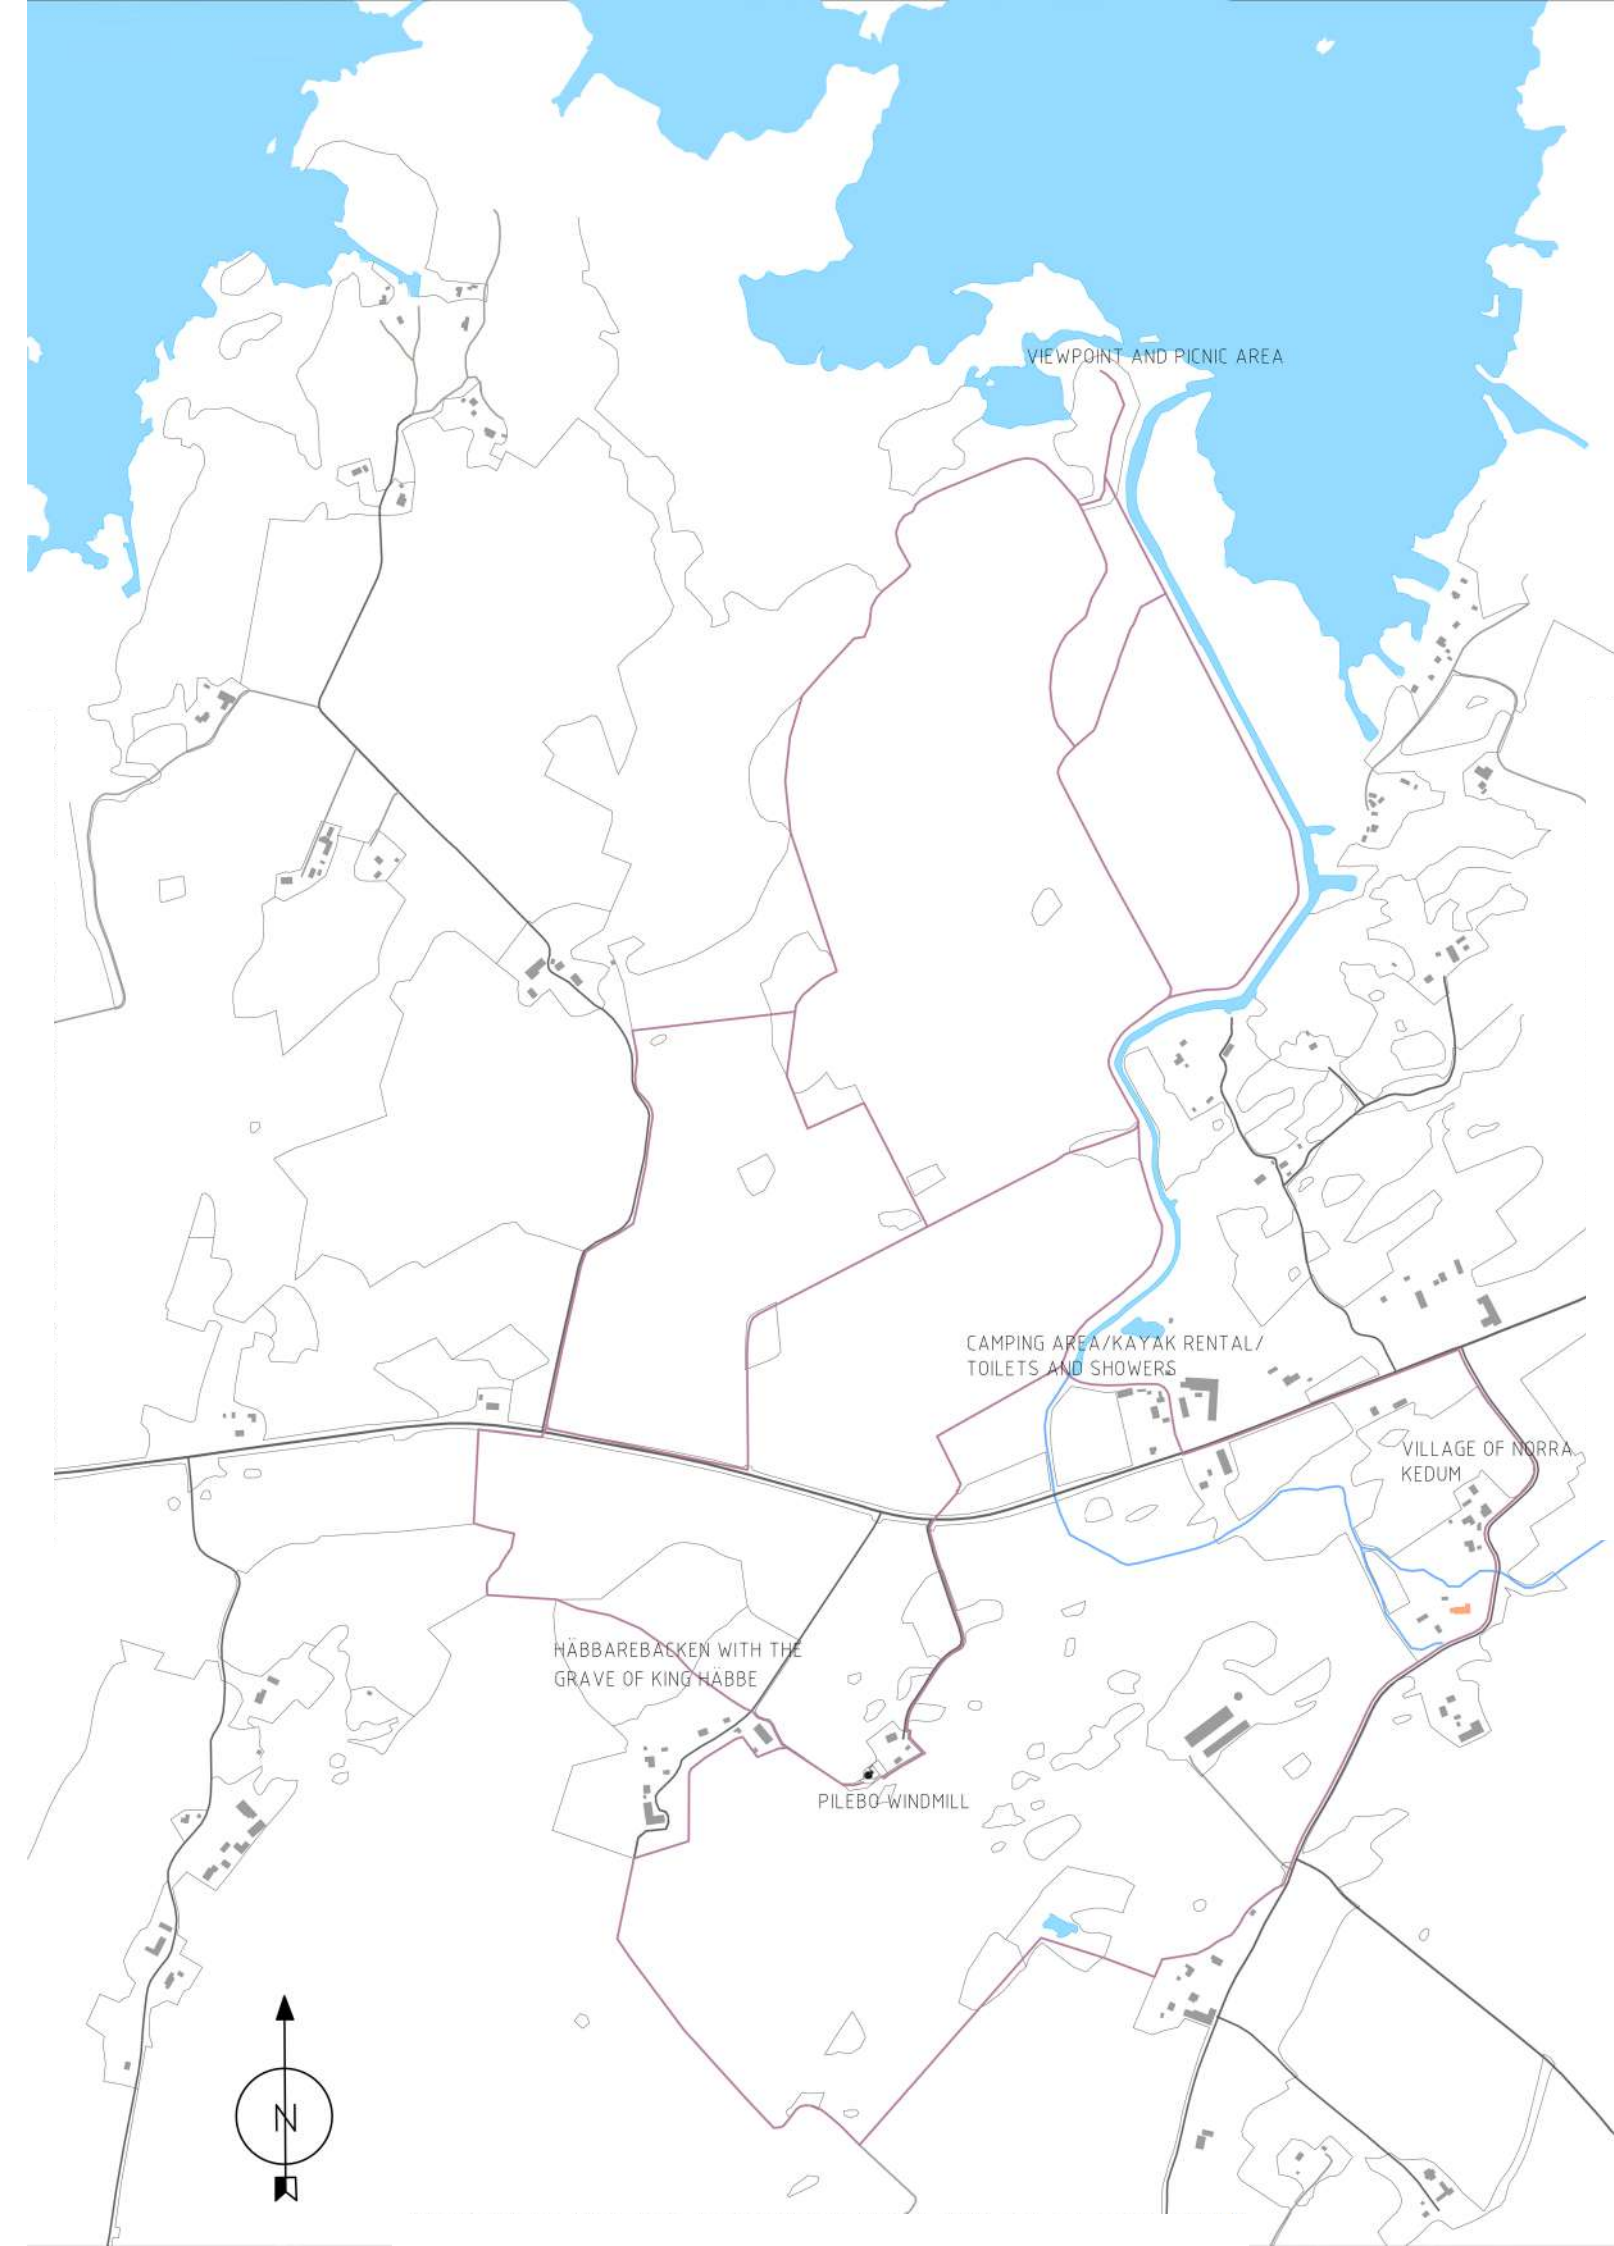 VIEWPOINT AND PICNIC AREA
CAMPING AREA/KAYAK RENTAL/
TOILETS AND SHOWERS
VILLAGE OF NORRA
KEDUM
HÄBBAREBACKEN WITH THE
GRAVE OF KING HÄBBE
PILEBO WINDMILL
N